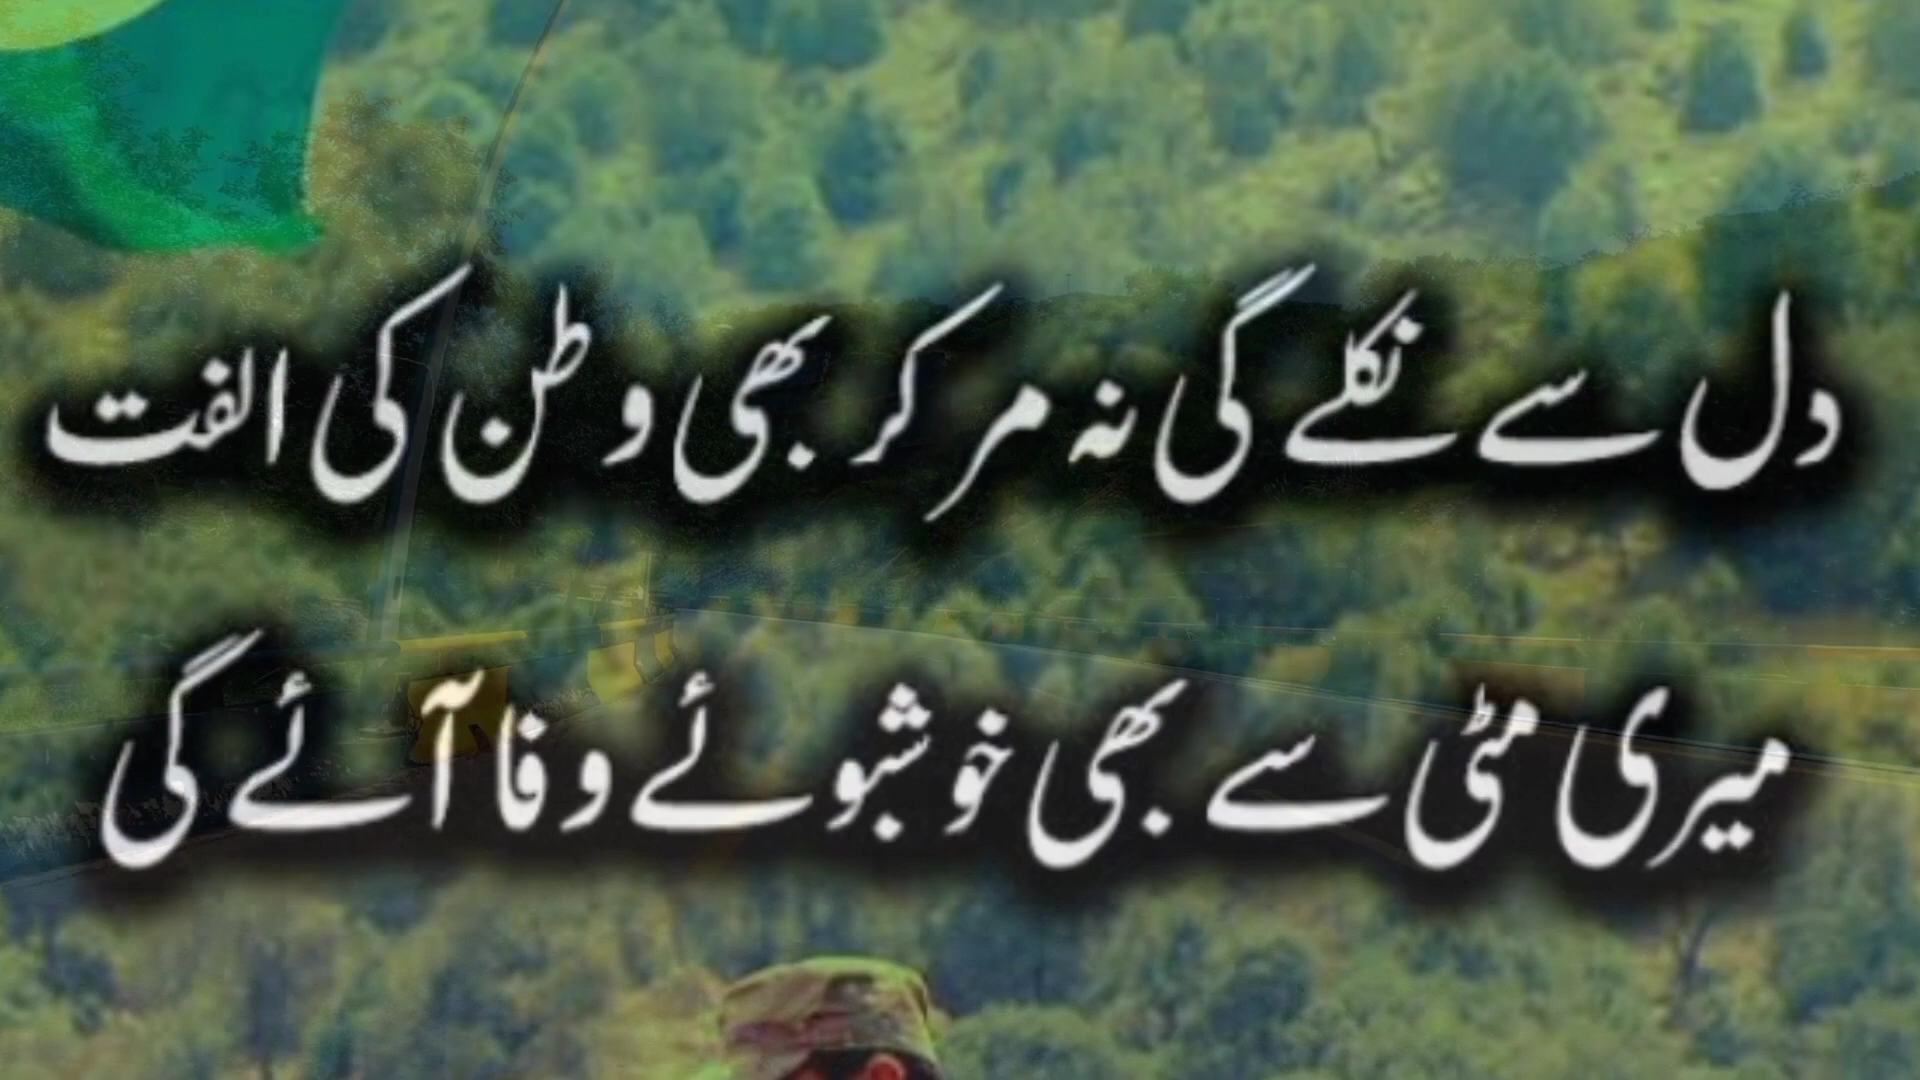 دل سے نکلے گی نہ مر کر بھی وطن کی الفت
میری مٹی سے بھی خوشبوئے وفا آئے گی